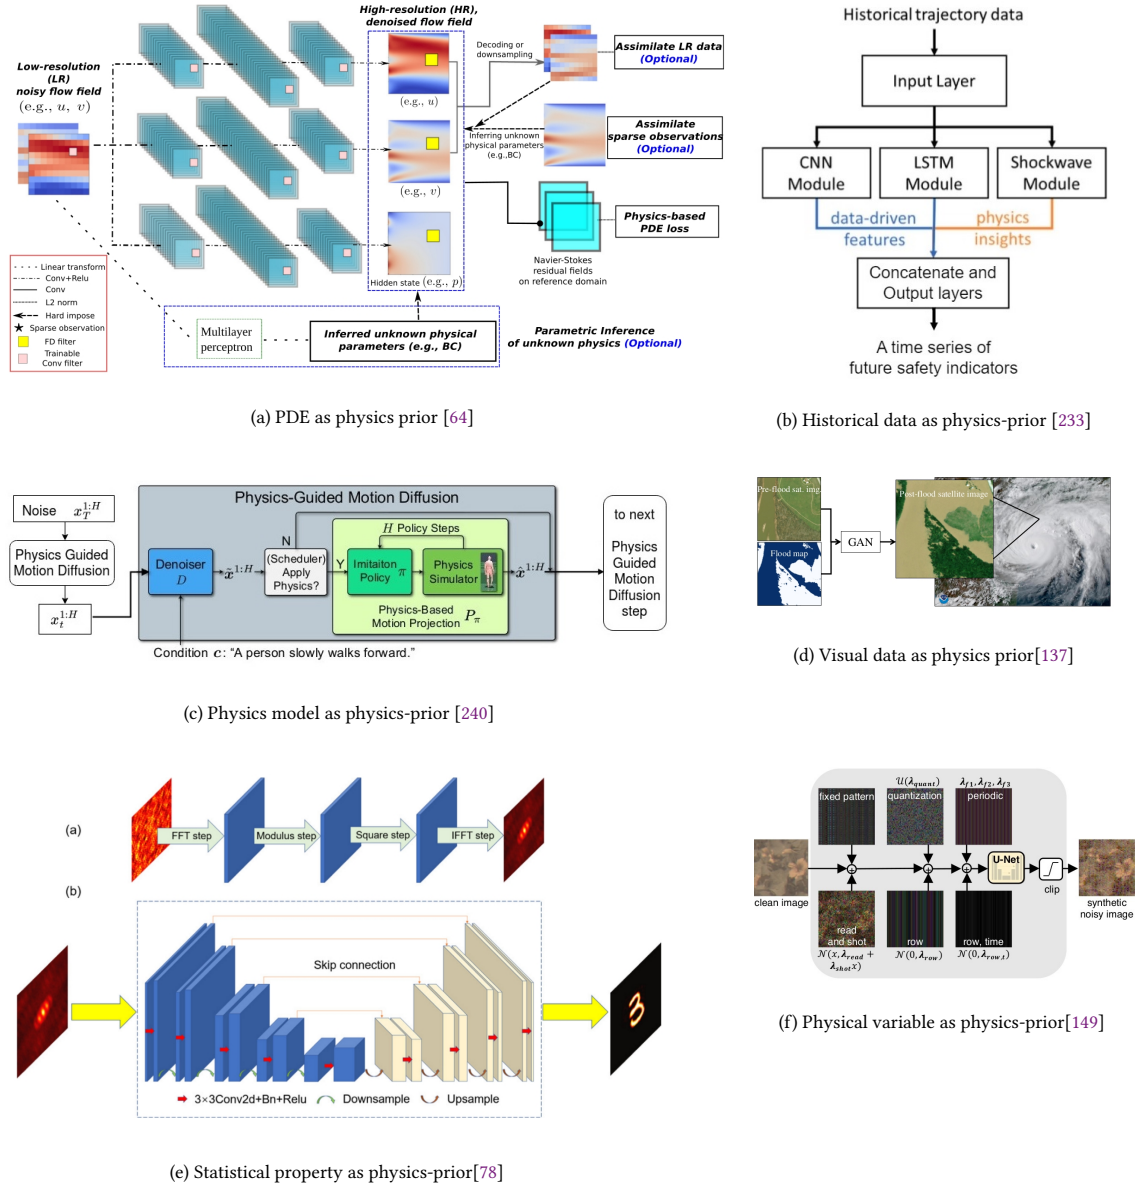 High-resolution (HR),
denoised flow field
Low-resolution
(LR)
noisy flow field
(e.g., u, v)
(e.g., u)
(e.g., v)
Hidden state (e.g., p)
Decoding or
downsampling
Assimilate LR data
(Optional)
Inferring unknown
physical parameters
(e.g.,BC)
Assimilate
sparse observations
(Optional)
Physics-based
PDE loss
Navier-Stokes
residual fields
on reference domain
Linear transform
Conv+Relu
Conv
L2 norm
Hard impose
Sparse observation
FD filter
Trainable
Conv filter
Multilayer
perceptron
Inferred unknown physical
parameters (e.g., BC)
Parametric Inference
of unknown physics (Optional)
(a) PDE as physics prior [64]
Historical trajectory data
Input Layer
CNN
Module
LSTM
Module
Shockwave
Module
data-driven
features
physics
insights
Concatenate and
Output layers
A time series of
future safety indicators
(b) Historical data as physics-prior [233]
Noise x_T^{1:H}
Physics Guided
Motion Diffusion
x_t^{1:H}
Physics-Guided Motion Diffusion
Denoiser
D
x̃^{1:H}
N
(Scheduler)
Apply
Physics?
Y
H Policy Steps
Imitaiton
Policy π
Physics
Simulator
Physics-Based
Motion Projection P_π
x̂^{1:H}
to next
Physics
Guided
Motion
Diffusion
step
Condition c: “A person slowly walks forward.”
(c) Physics model as physics-prior [240]
Pre-flood sat. img.
Flood map
GAN
Post-flood satellite image
(d) Visual data as physics prior[137]
(a)
FFT step
Modulus step
Square step
IFFT step
(b)
Skip connection
3×3Conv2d+Bn+Relu
Downsample
Upsample
3
(e) Statistical property as physics-prior[78]
fixed pattern
U(λ_quant)
quantization
λ_f1, λ_f2, λ_f3
periodic
clean image
U-Net
clip
synthetic
noisy image
read
and shot
N(x, λ_read +
λ_shot x)
row
N(0, λ_row)
row, time
N(0, λ_row,t)
(f) Physical variable as physics-prior[149]